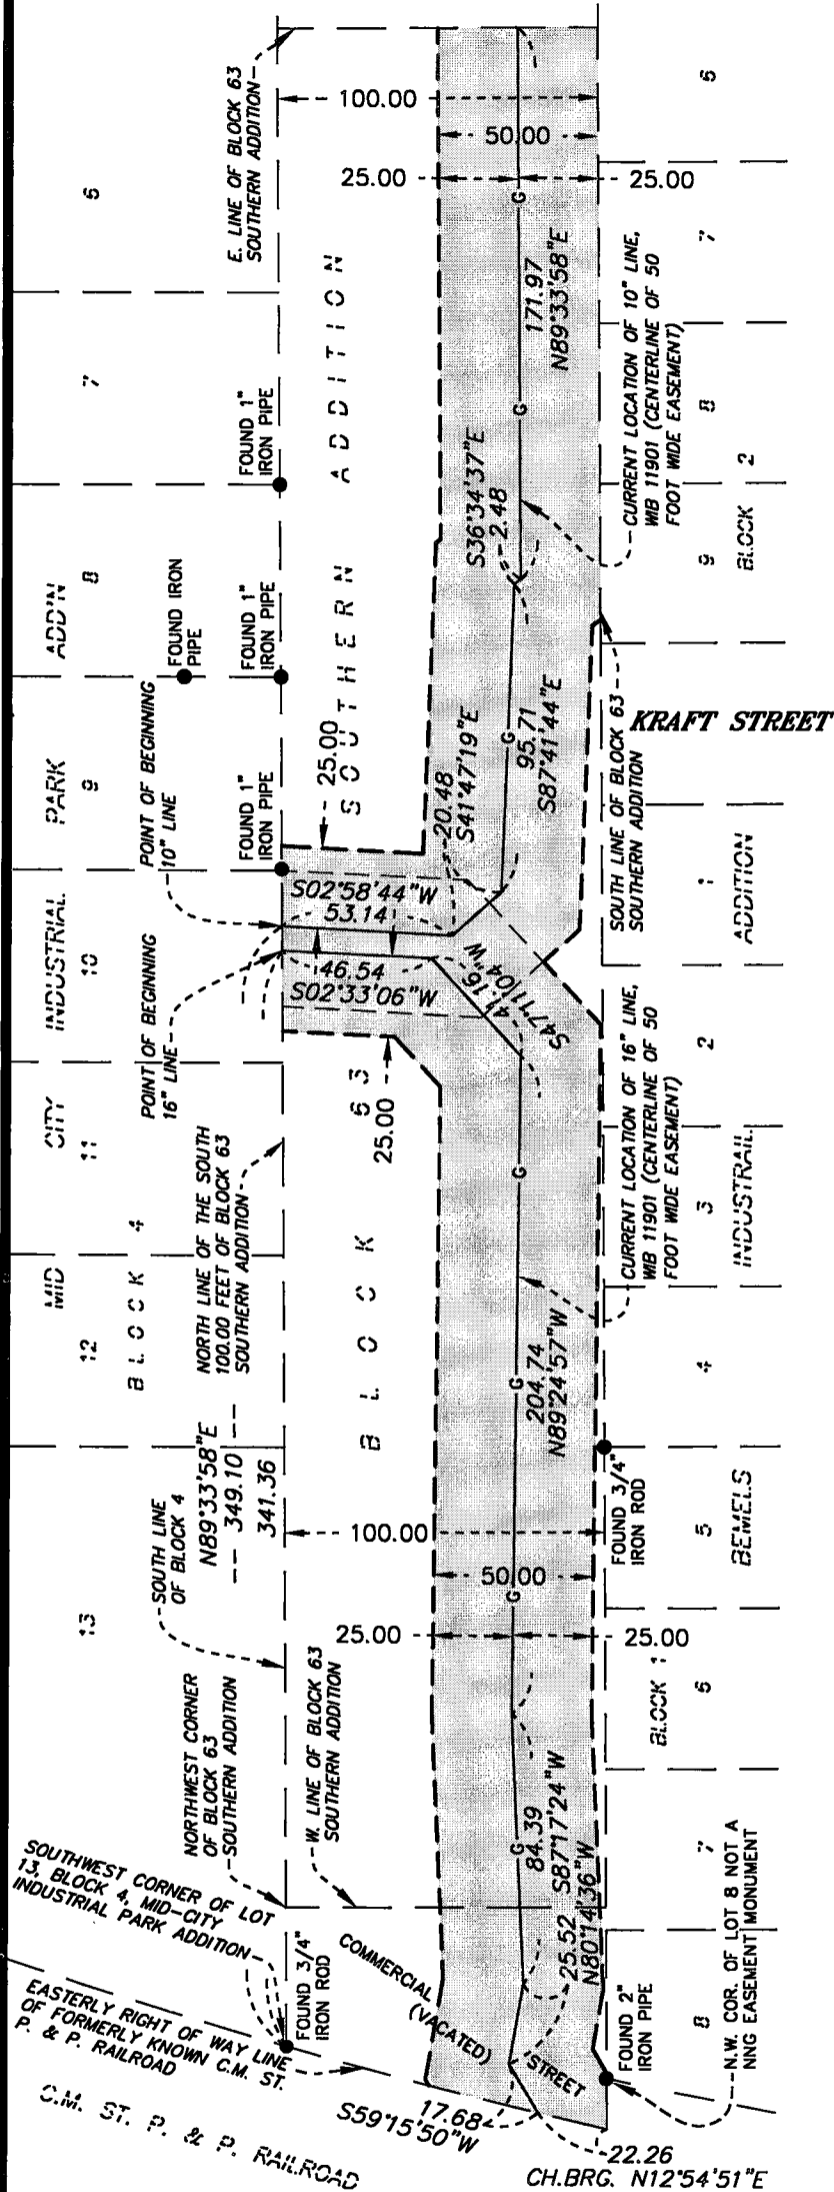 E. LINE OF BLOCK 63
SOUTHERN ADDITION
100.00
50.00
25.00
25.00
6
6
7
G
171.97
N89°33'58"E
CURRENT LOCATION OF 10" LINE,
WIB 11901 (CENTERLINE OF 50
FOOT WIDE EASEMENT)
7
8
2
BLOCK
9
G
FOUND 1"
IRON PIPE
SOUTHERN ADDITION
S36°34'37"E
2.48
8
ADD'N
FOUND IRON
PIPE
FOUND 1"
IRON PIPE
KRAFT STREET
SOUTH LINE OF BLOCK 63
SOUTHERN ADDITION
G
95.71
S87°41'44"E
20.48
S41°47'19"E
25.00
PARK
9
POINT OF BEGINNING
10" LINE
FOUND 1"
IRON PIPE
1
ADDITION
S02°58'44"W
53.14
46.54
S02°33'06"W
41.16
S47°11'04"W
INDUSTRIAL
10
POINT OF BEGINNING
16" LINE
2
CURRENT LOCATION OF 16" LINE,
WIB 11901 (CENTERLINE OF 50
FOOT WIDE EASEMENT)
25.00
63
BLOCK
CITY
11
G
3
INDUSTRAIL
NORTH LINE OF THE SOUTH
100.00 FEET OF BLOCK 63
SOUTHERN ADDITION
BLOCK 4
MID
12
G
204.74
N89°24'57"W
4
SOUTH LINE
OF BLOCK 4
N89°33'58"E
349.10
341.36
100.00
50.00
G
25.00
25.00
FOUND 3/4"
IRON ROD
5
BEMELS
13
BLOCK 1
6
NORTHWEST CORNER
OF BLOCK 63
SOUTHERN ADDITION
W. LINE OF BLOCK 63
SOUTHERN ADDITION
G
84.39
S87°17'24"W
25.52
N80°14'36"W
7
SOUTHWEST CORNER OF LOT
13, BLOCK 4, MID-CITY
INDUSTRIAL PARK ADDITION
FOUND 3/4"
IRON ROD
COMMERCIAL
(VACATED)
STREET
FOUND 2"
IRON PIPE
8
N.W. COR. OF LOT 8 NOT A
NNG EASEMENT MONUMENT
EASTERLY RIGHT OF WAY LINE
OF FORMERLY KNOWN C.M. ST.
P. & P. RAILROAD
C.M. ST. P. & P. RAILROAD
17.68
S59°15'50"W
22.26
CH.BRG. N12°54'51"E